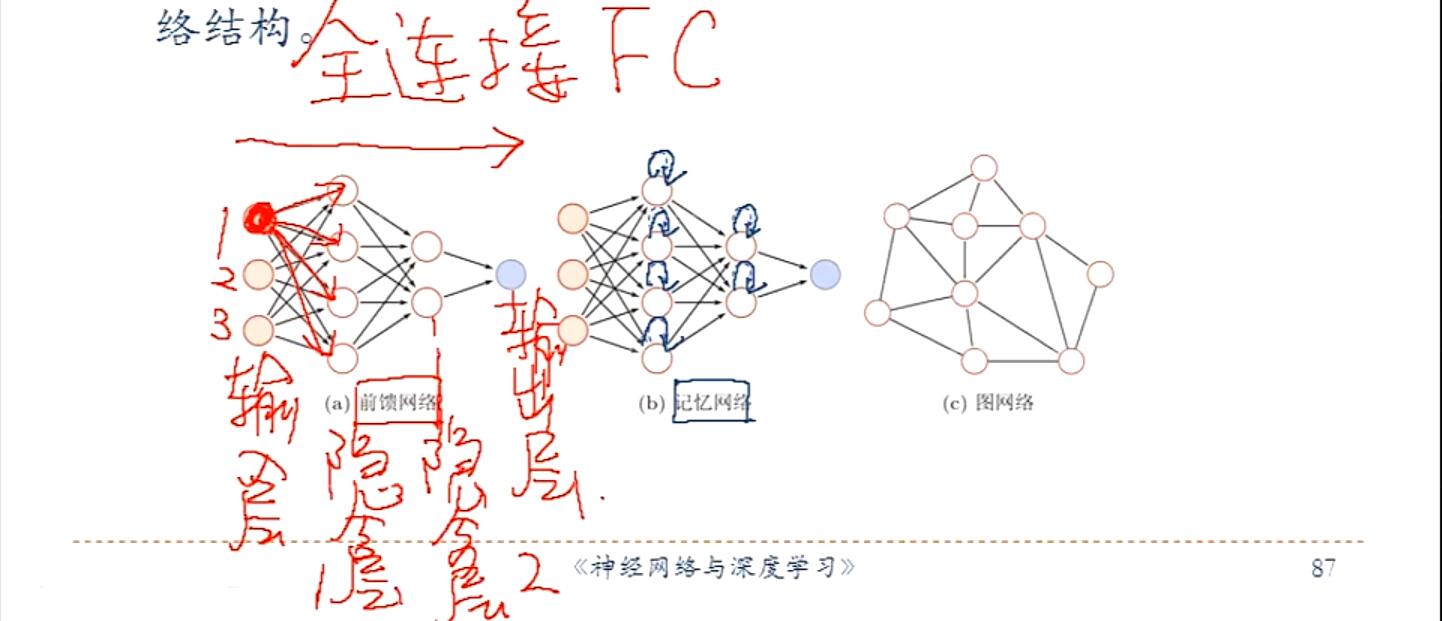 络结构。
全连接 FC
1
2
3
(a) 前馈网络
(b) 记忆网络
(c) 图网络
输入层
隐含层1
隐含层2
输出层.
《神经网络与深度学习》
87